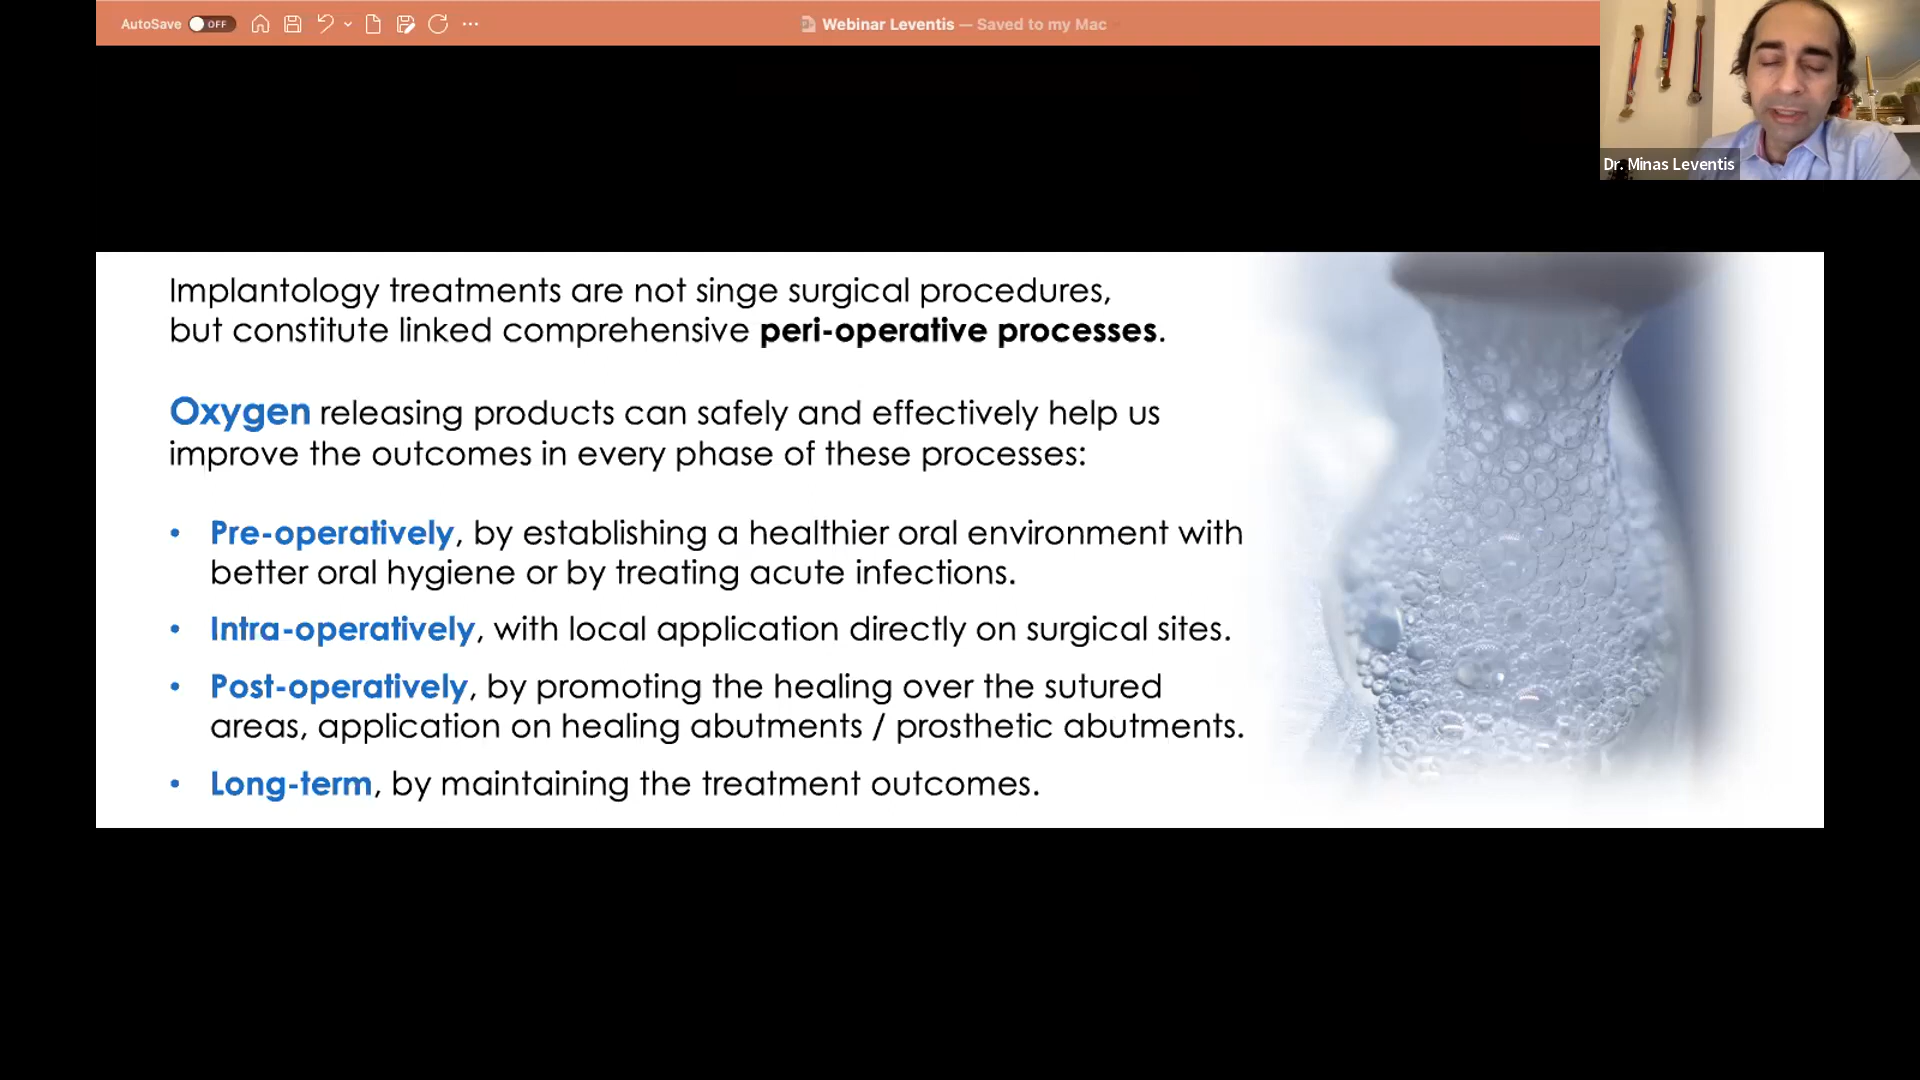 AutoSave OFF
Webinar Leventis — Saved to my Mac
Dr. Minas Leventis
Implantology treatments are not singe surgical procedures,
but constitute linked comprehensive peri-operative processes.
Oxygen releasing products can safely and effectively help us
improve the outcomes in every phase of these processes:
• Pre-operatively, by establishing a healthier oral environment with
better oral hygiene or by treating acute infections.
• Intra-operatively, with local application directly on surgical sites.
• Post-operatively, by promoting the healing over the sutured
areas, application on healing abutments / prosthetic abutments.
• Long-term, by maintaining the treatment outcomes.